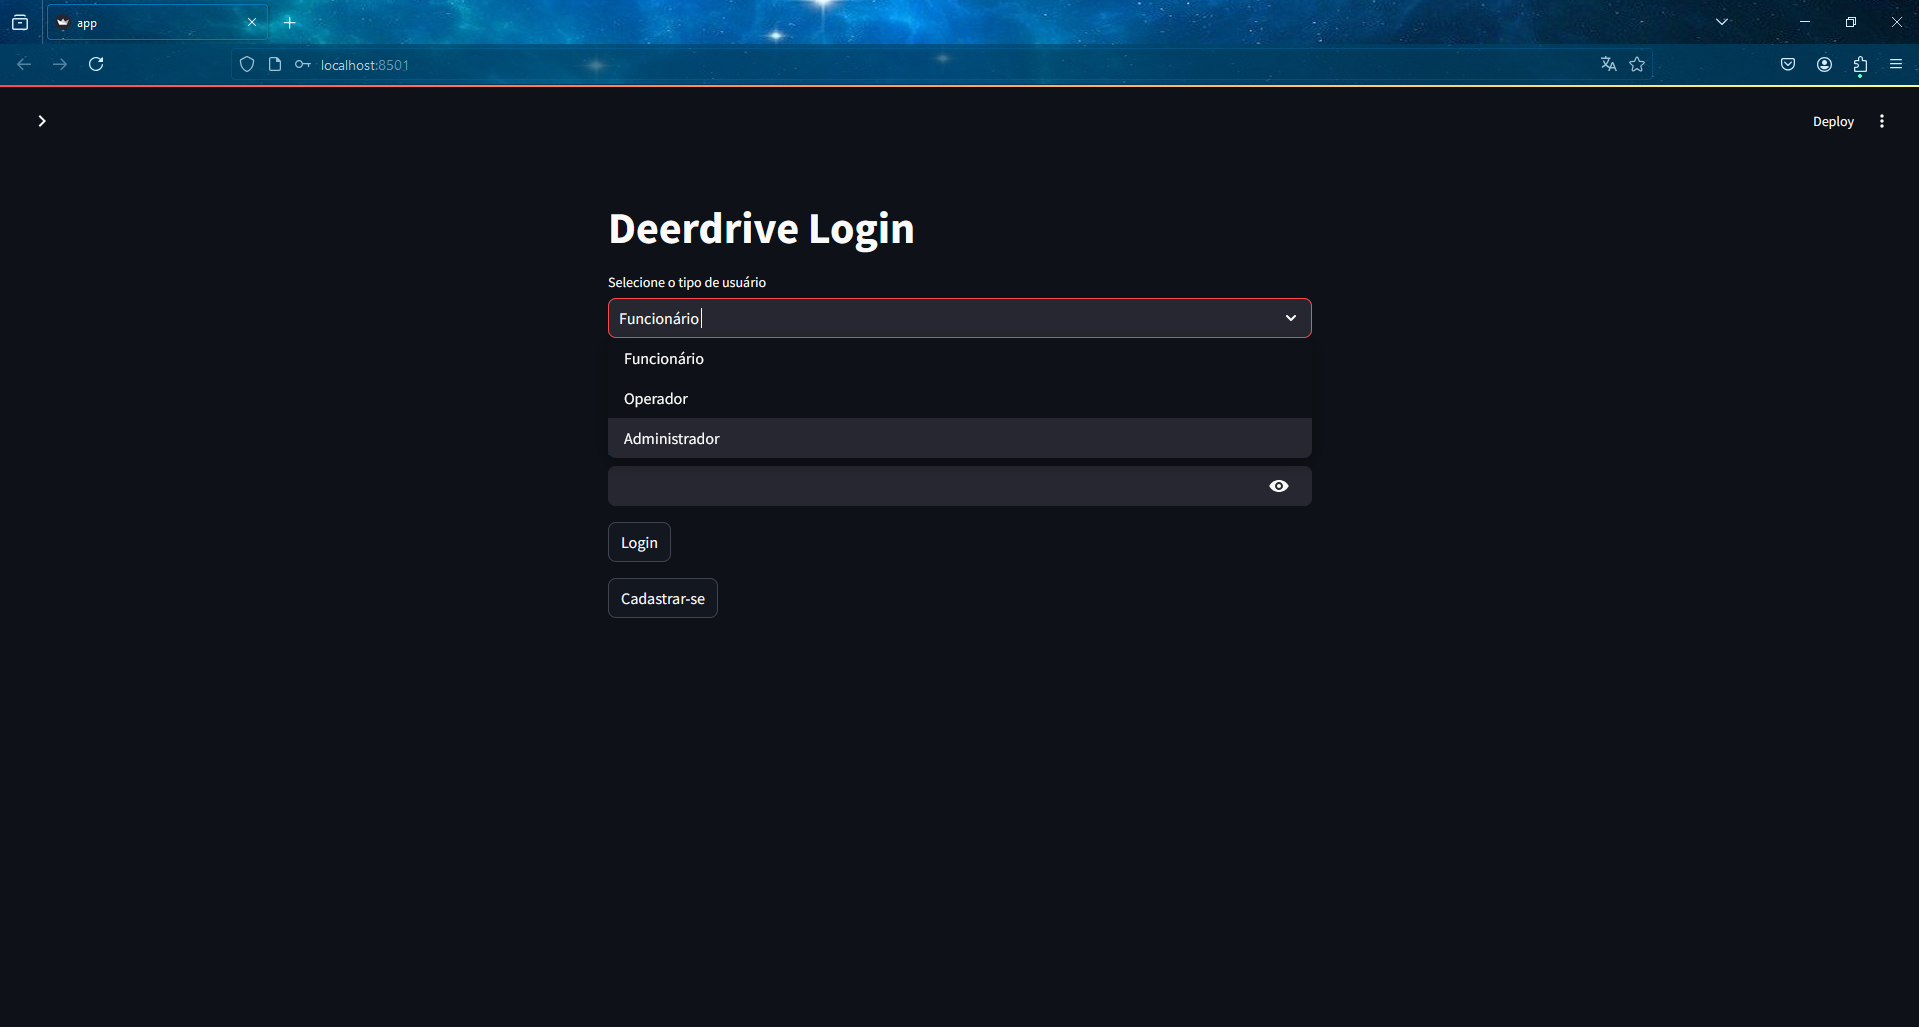 app
localhost:8501
Deploy
Deerdrive Login
Selecione o tipo de usuário
Funcionário
Funcionário
Operador
Administrador
Login
Cadastrar-se